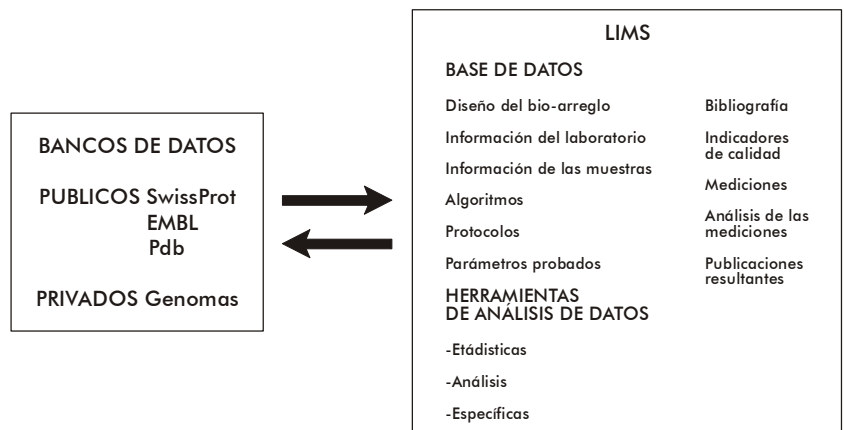 BANCOS DE DATOS
PUBLICOS SwissProt
EMBL
Pdb
PRIVADOS Genomas
LIMS
BASE DE DATOS
Diseño del bio-arreglo
Información del laboratorio
Información de las muestras
Algoritmos
Protocolos
Parámetros probados
HERRAMIENTAS
DE ANÁLISIS DE DATOS
-Etádisticas
-Análisis
-Específicas
Bibliografía
Indicadores
de calidad
Mediciones
Análisis de las
mediciones
Publicaciones
resultantes